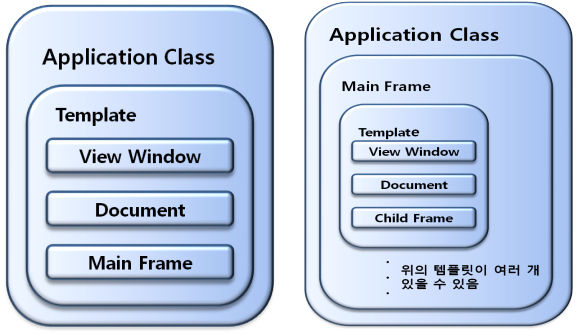 Application Class
Template
View Window
Document
Main Frame
Application Class
Main Frame
Template
View Window
Document
Child Frame
위의 템플릿이 여러 개
있을 수 있음